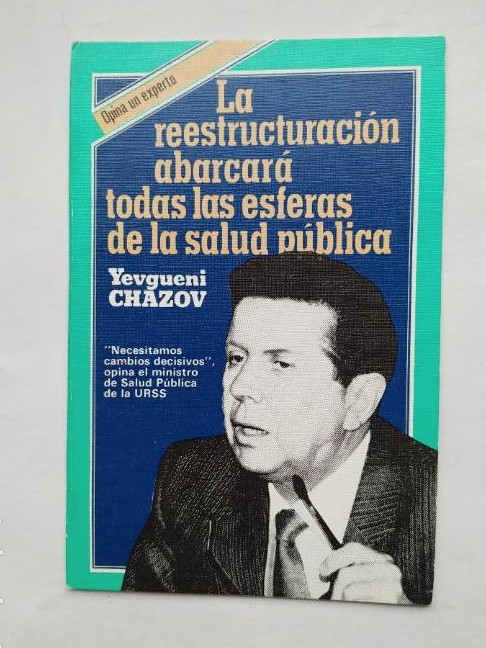 Opina un experto
La
reestructuración
abarcará
todas las esferas
de la salud pública
Yevgueni
CHAZOV
"Necesitamos
cambios decisivos",
opina el ministro
de Salud Pública
de la URSS